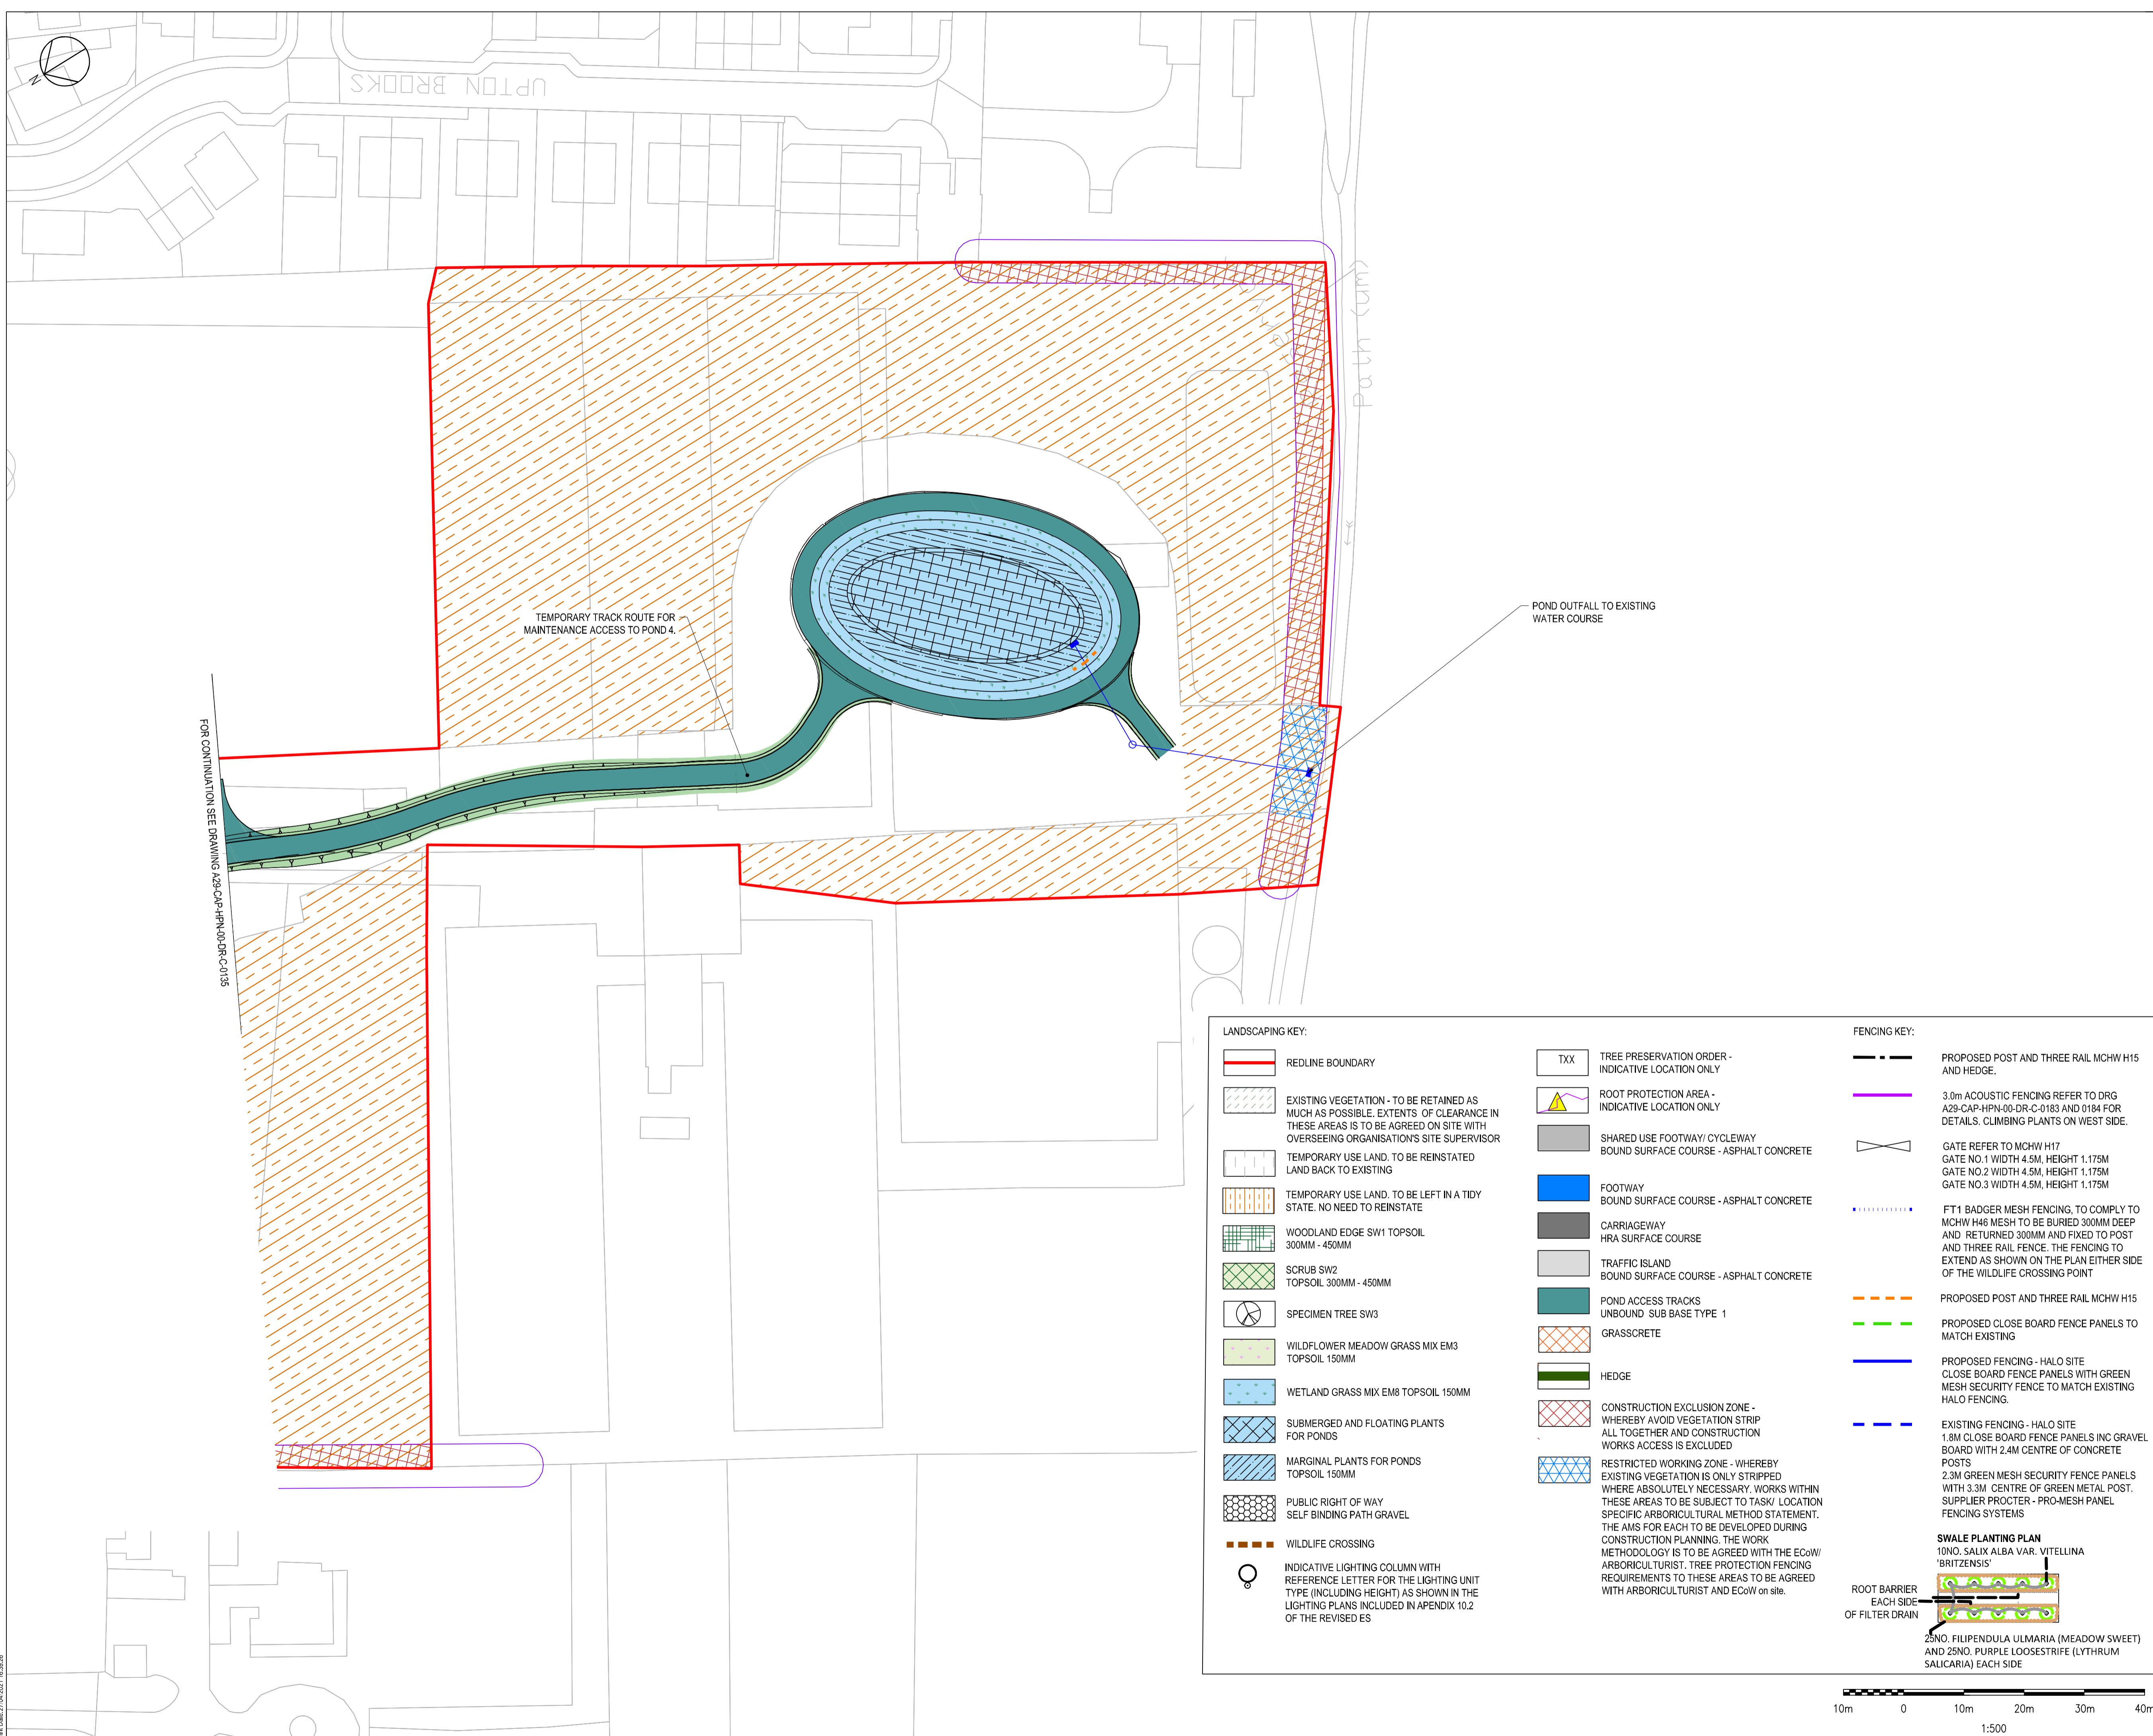 N
UPTON BROOKS
Path (um)
TEMPORARY TRACK ROUTE FOR
MAINTENANCE ACCESS TO POND 4.
POND OUTFALL TO EXISTING
WATER COURSE
FOR CONTINUATION SEE DRAWING A29-CAP-HPN-00-DR-C-0135
LANDSCAPING KEY:
REDLINE BOUNDARY
EXISTING VEGETATION - TO BE RETAINED AS
MUCH AS POSSIBLE. EXTENTS OF CLEARANCE IN
THESE AREAS IS TO BE AGREED ON SITE WITH
OVERSEEING ORGANISATION'S SITE SUPERVISOR
TEMPORARY USE LAND. TO BE REINSTATED
LAND BACK TO EXISTING
TEMPORARY USE LAND. TO BE LEFT IN A TIDY
STATE. NO NEED TO REINSTATE
WOODLAND EDGE SW1 TOPSOIL
300MM - 450MM
SCRUB SW2
TOPSOIL 300MM - 450MM
SPECIMEN TREE SW3
WILDFLOWER MEADOW GRASS MIX EM3
TOPSOIL 150MM
WETLAND GRASS MIX EM8 TOPSOIL 150MM
SUBMERGED AND FLOATING PLANTS
FOR PONDS
MARGINAL PLANTS FOR PONDS
TOPSOIL 150MM
PUBLIC RIGHT OF WAY
SELF BINDING PATH GRAVEL
WILDLIFE CROSSING
INDICATIVE LIGHTING COLUMN WITH
REFERENCE LETTER FOR THE LIGHTING UNIT
TYPE (INCLUDING HEIGHT) AS SHOWN IN THE
LIGHTING PLANS INCLUDED IN APENDIX 10.2
OF THE REVISED ES
TXX
TREE PRESERVATION ORDER -
INDICATIVE LOCATION ONLY
ROOT PROTECTION AREA -
INDICATIVE LOCATION ONLY
SHARED USE FOOTWAY/ CYCLEWAY
BOUND SURFACE COURSE - ASPHALT CONCRETE
FOOTWAY
BOUND SURFACE COURSE - ASPHALT CONCRETE
CARRIAGEWAY
HRA SURFACE COURSE
TRAFFIC ISLAND
BOUND SURFACE COURSE - ASPHALT CONCRETE
POND ACCESS TRACKS
UNBOUND SUB BASE TYPE 1
GRASSCRETE
HEDGE
CONSTRUCTION EXCLUSION ZONE -
WHEREBY AVOID VEGETATION STRIP
ALL TOGETHER AND CONSTRUCTION
WORKS ACCESS IS EXCLUDED
RESTRICTED WORKING ZONE - WHEREBY
EXISTING VEGETATION IS ONLY STRIPPED
WHERE ABSOLUTELY NECESSARY. WORKS WITHIN
THESE AREAS TO BE SUBJECT TO TASK/ LOCATION
SPECIFIC ARBORICULTURAL METHOD STATEMENT.
THE AMS FOR EACH TO BE DEVELOPED DURING
CONSTRUCTION PLANNING. THE WORK
METHODOLOGY IS TO BE AGREED WITH THE ECoW/
ARBORICULTURIST. TREE PROTECTION FENCING
REQUIREMENTS TO THESE AREAS TO BE AGREED
WITH ARBORICULTURIST AND ECoW on site.
FENCING KEY:
PROPOSED POST AND THREE RAIL MCHW H15
AND HEDGE.
3.0m ACOUSTIC FENCING REFER TO DRG
A29-CAP-HPN-00-DR-C-0183 AND 0184 FOR
DETAILS. CLIMBING PLANTS ON WEST SIDE.
GATE REFER TO MCHW H17
GATE NO.1 WIDTH 4.5M, HEIGHT 1.175M
GATE NO.2 WIDTH 4.5M, HEIGHT 1.175M
GATE NO.3 WIDTH 4.5M, HEIGHT 1.175M
FT1 BADGER MESH FENCING, TO COMPLY TO
MCHW H46 MESH TO BE BURIED 300MM DEEP
AND RETURNED 300MM AND FIXED TO POST
AND THREE RAIL FENCE. THE FENCING TO
EXTEND AS SHOWN ON THE PLAN EITHER SIDE
OF THE WILDLIFE CROSSING POINT
PROPOSED POST AND THREE RAIL MCHW H15
PROPOSED CLOSE BOARD FENCE PANELS TO
MATCH EXISTING
PROPOSED FENCING - HALO SITE
CLOSE BOARD FENCE PANELS WITH GREEN
MESH SECURITY FENCE TO MATCH EXISTING
HALO FENCING.
EXISTING FENCING - HALO SITE
1.8M CLOSE BOARD FENCE PANELS INC GRAVEL
BOARD WITH 2.4M CENTRE OF CONCRETE
POSTS
2.3M GREEN MESH SECURITY FENCE PANELS
WITH 3.3M CENTRE OF GREEN METAL POST.
SUPPLIER PROCTER - PRO-MESH PANEL
FENCING SYSTEMS
SWALE PLANTING PLAN
10NO. SALIX ALBA VAR. VITELLINA
'BRITZENSIS'
ROOT BARRIER
EACH SIDE
OF FILTER DRAIN
25NO. FILIPENDULA ULMARIA (MEADOW SWEET)
AND 25NO. PURPLE LOOSESTRIFE (LYTHRUM
SALICARIA) EACH SIDE
10m 0 10m 20m 30m 40m
1:500